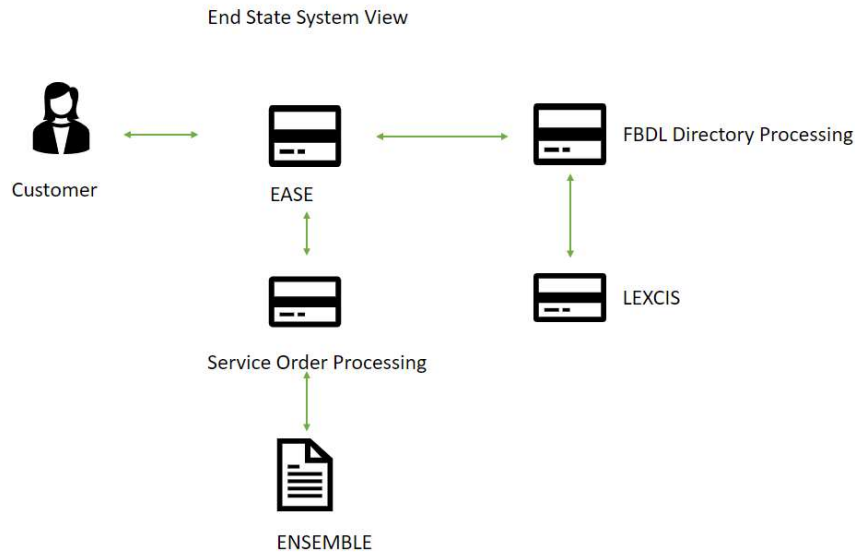 End State System View
Customer
EASE
FBDL Directory Processing
Service Order Processing
LEXCIS
ENSEMBLE